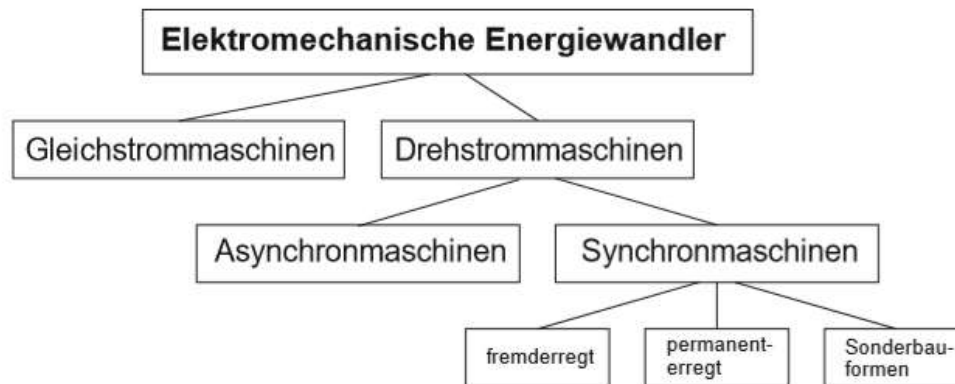 Elektromechanische Energiewandler
Gleichstrommaschinen
Drehstrommaschinen
Asynchronmaschinen
Synchronmaschinen
fremderregt
permanent-
erregt
Sonderbau-
formen